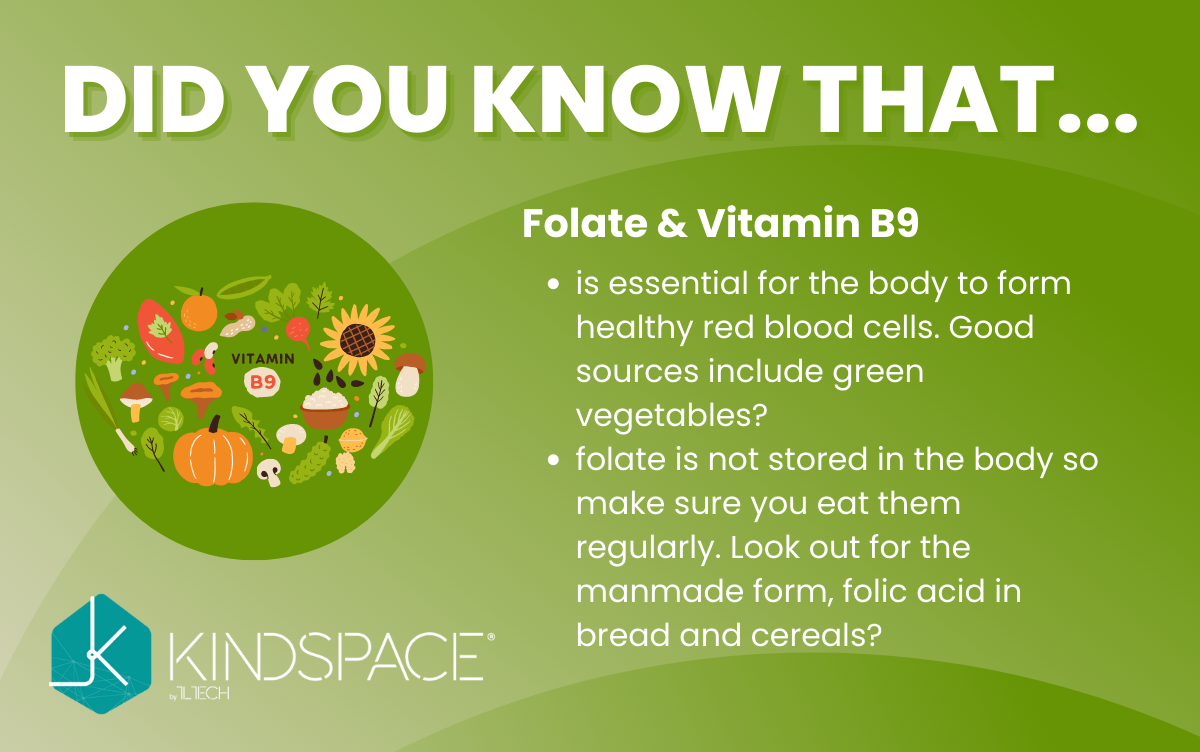 DID YOU KNOW THAT...
VITAMIN
B9
Folate & Vitamin B9
• is essential for the body to form
healthy red blood cells. Good
sources include green
vegetables?
• folate is not stored in the body so
make sure you eat them
regularly. Look out for the
manmade form, folic acid in
bread and cereals?
KINDSPACE®
by TLTECH